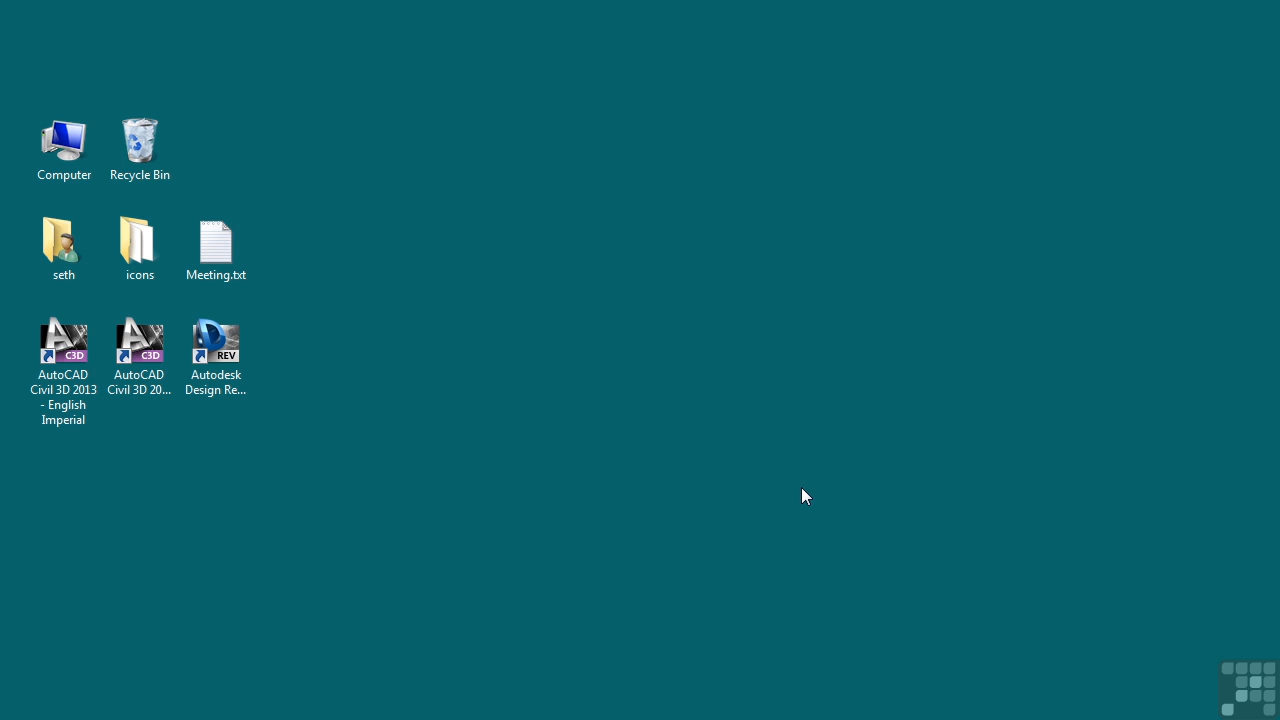 Computer
Recycle Bin
seth
icons
Meeting.txt
C3D
C3D
REV
AutoCAD
Civil 3D 2013
- English
Imperial
AutoCAD
Civil 3D 20...
Autodesk
Design Re...